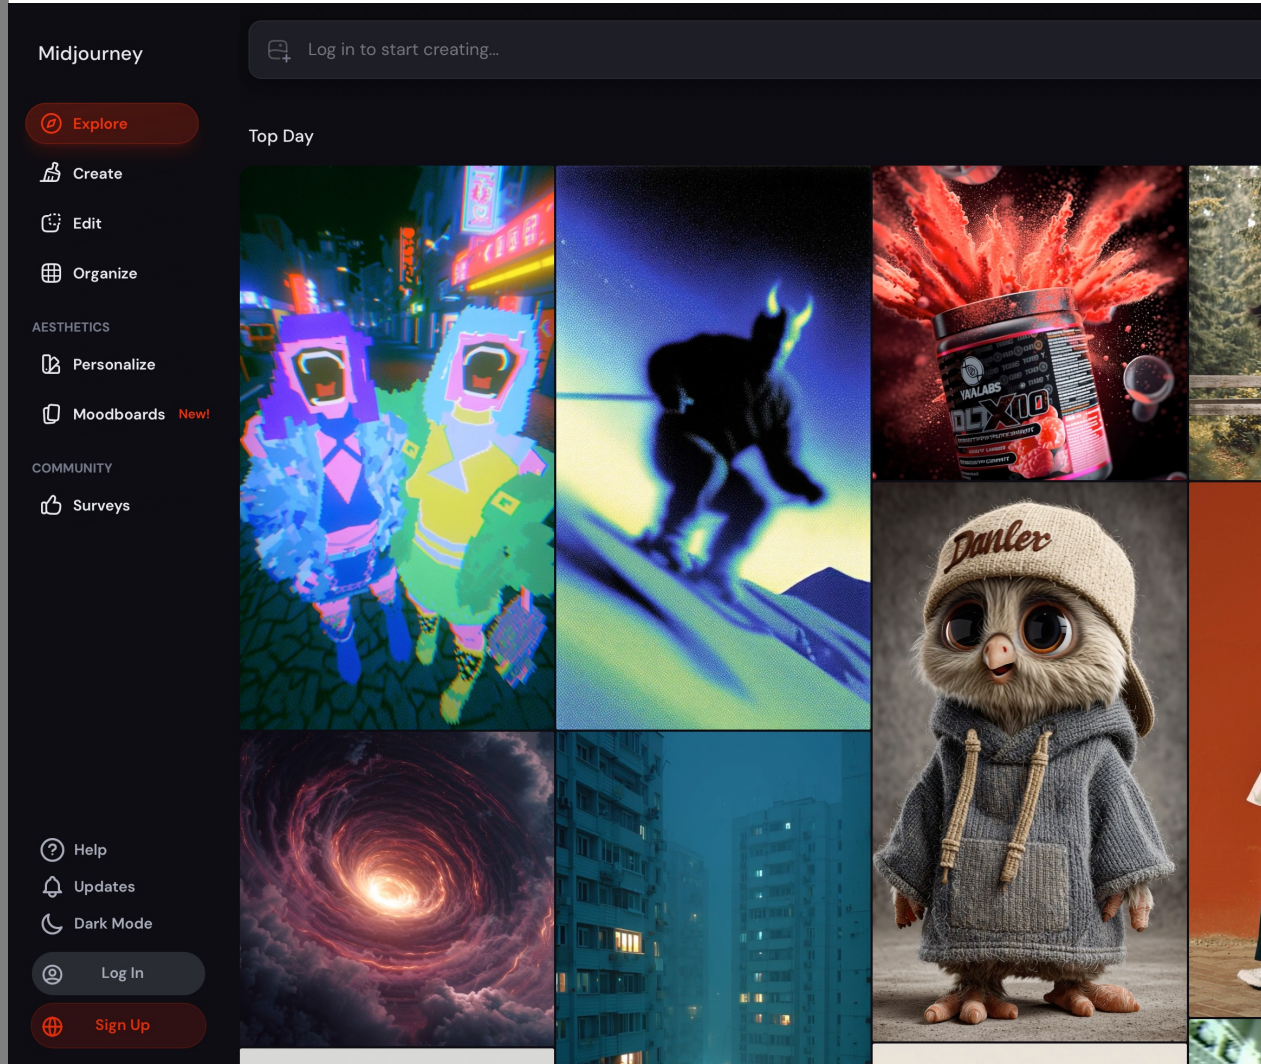 Midjourney
Log in to start creating...
Explore
Create
Edit
Organize
AESTHETICS
Personalize
Moodboards New!
COMMUNITY
Surveys
Help
Updates
Dark Mode
Log In
Sign Up
Top Day
YAALABS
Danler